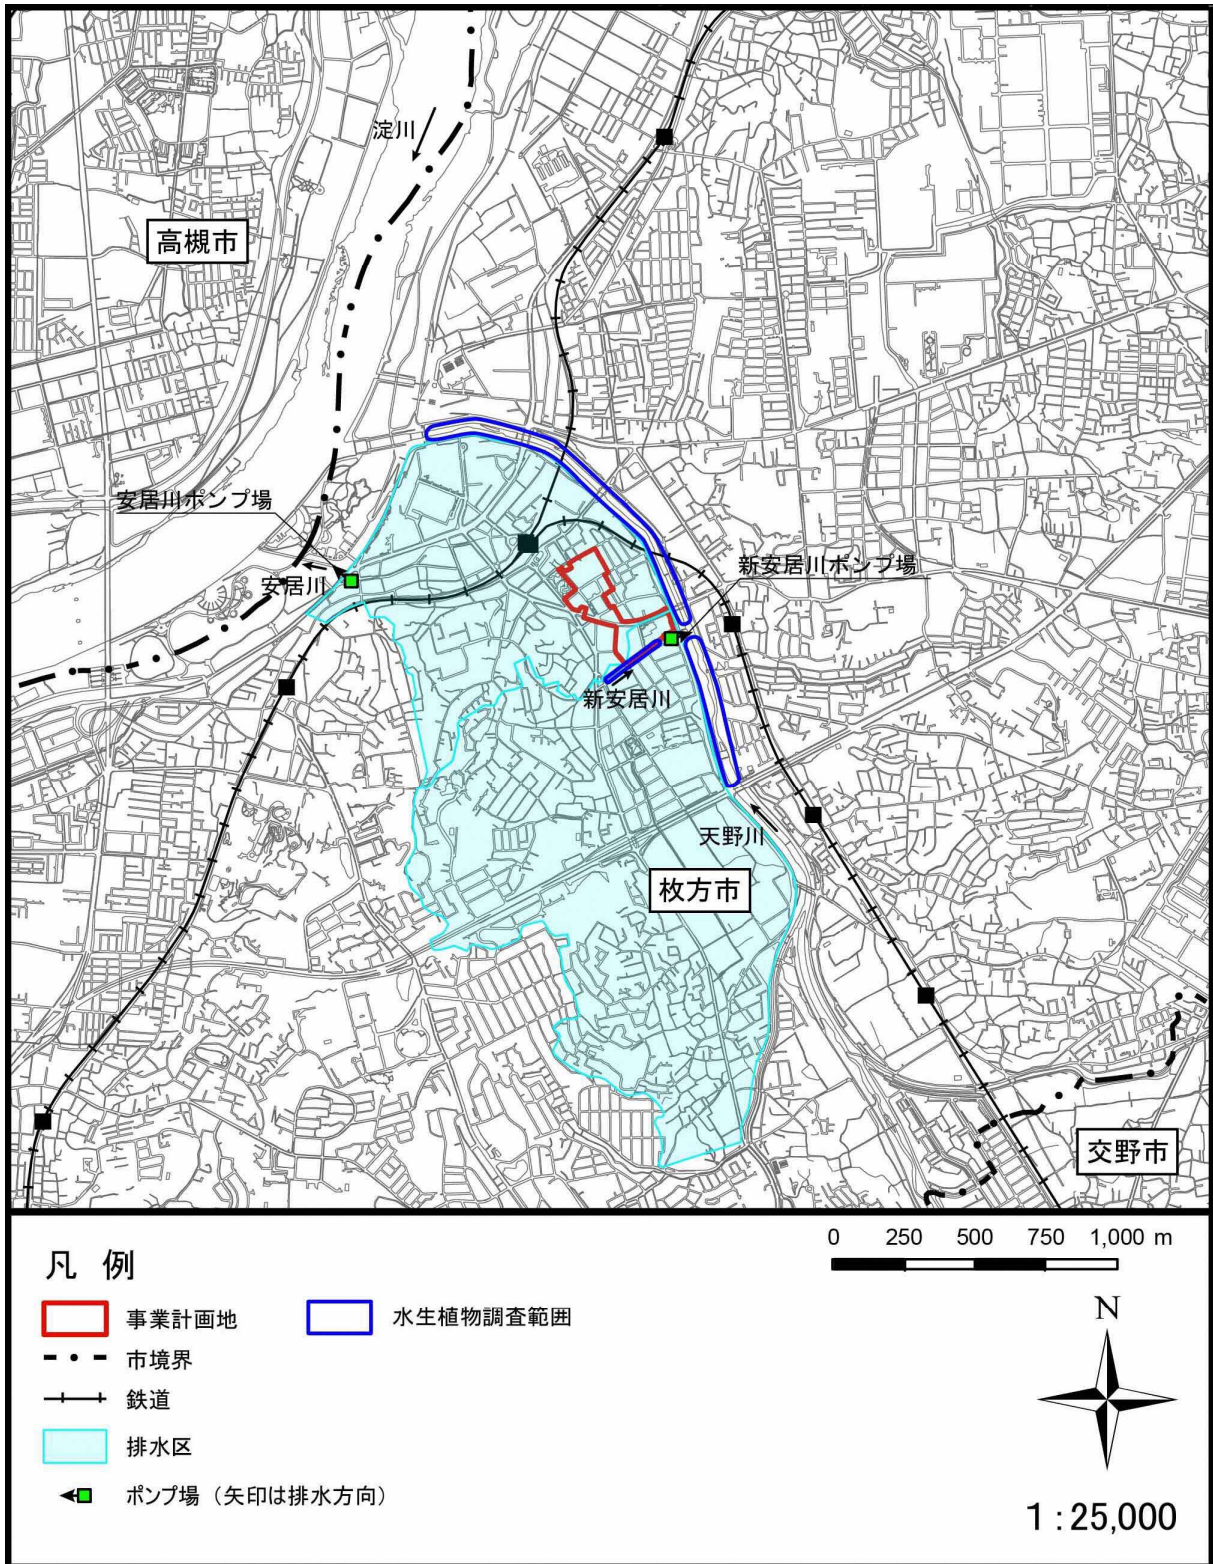 淀川
高槻市
安居川ポンプ場
安居川
新安居川ポンプ場
新安居川
天野川
枚方市
交野市
凡 例
事業計画地
水生植物調査範囲
市境界
鉄道
排水区
ポンプ場（矢印は排水方向）
0 250 500 750 1,000 m
N
1：25,000